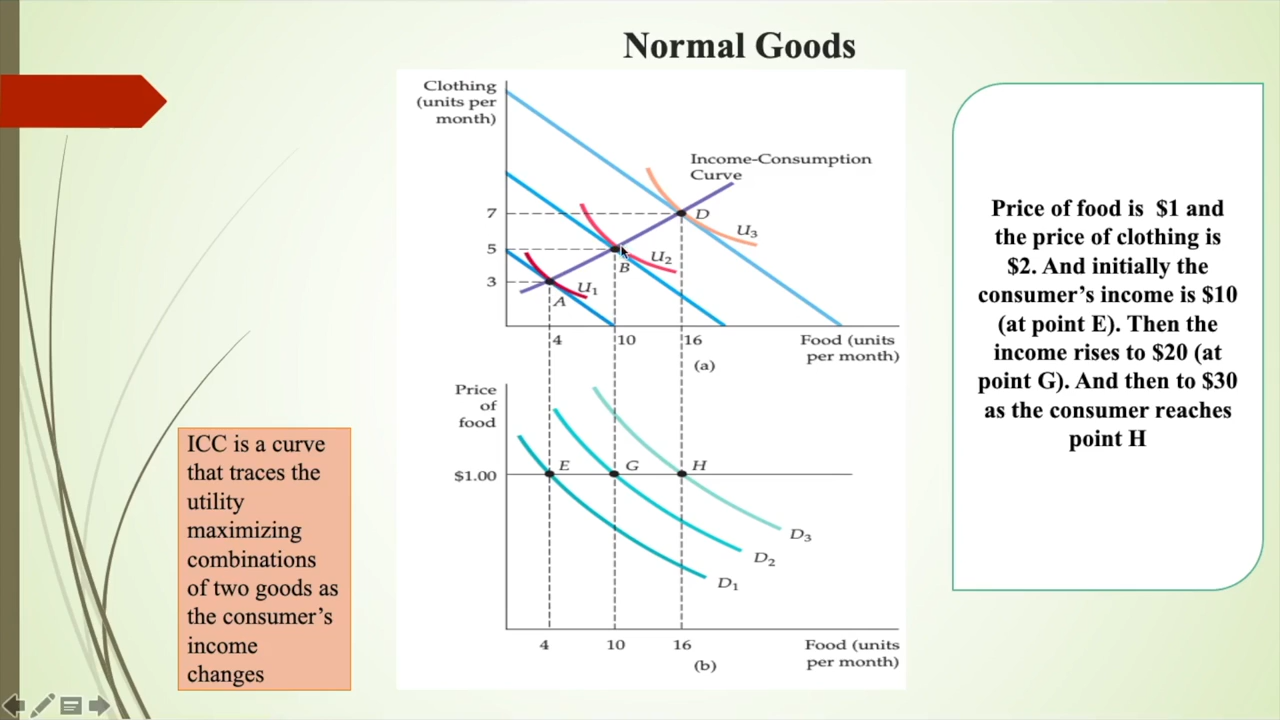 Normal Goods
Clothing
(units per
month)
Income-Consumption
Curve
7
D
U3
5
U2
B
3
U1
A
4
10
16
Food (units
per month)
(a)
Price
of
food
E
G
H
$1.00
D3
D2
D1
4
10
16
Food (units
per month)
(b)
Price of food is $1 and
the price of clothing is
$2. And initially the
consumer’s income is $10
(at point E). Then the
income rises to $20 (at
point G). And then to $30
as the consumer reaches
point H
ICC is a curve
that traces the
utility
maximizing
combinations
of two goods as
the consumer’s
income
changes